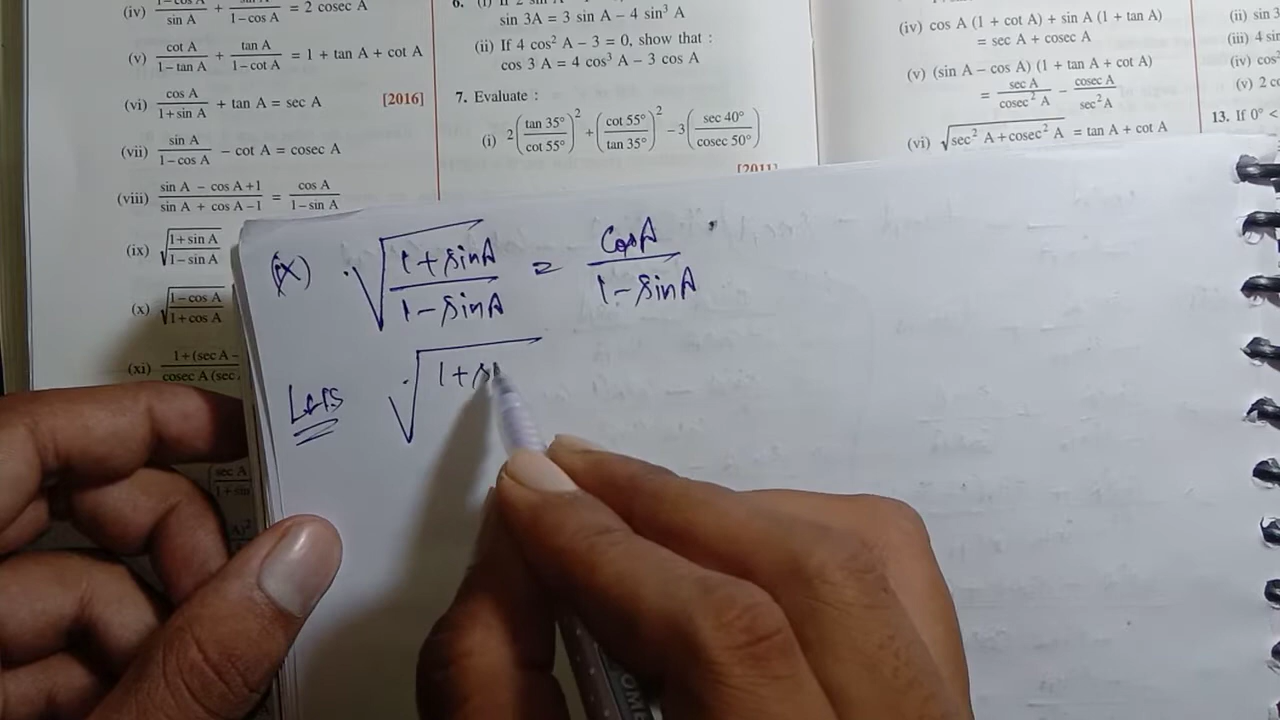 (iv) sin A + 1-cos A = 2 cosec A
(v) cot A / 1-tan A + tan A / 1-cot A = 1 + tan A + cot A
(vi) cos A / 1+sin A + tan A = sec A [2016]
(vii) sin A / 1-cos A - cot A = cosec A
(viii) sin A - cos A+1 / sin A + cos A-1 = cos A / 1-sin A
(ix) √ 1+sin A / 1-sin A
(x) √ 1-cos A / 1+cos A
(xi) 1+(sec A - / cosec A (sec
sec A / 1+sin
sin 3A = 3 sin A – 4 sin³ A
(ii) If 4 cos² A – 3 = 0, show that :
cos 3 A = 4 cos³ A – 3 cos A
7. Evaluate :
(i) 2(tan 35° / cot 55°)² + (cot 55° / tan 35°)² – 3(sec 40° / cosec 50°)
[2011]
(iv) cos A (1 + cot A) + sin A (1 + tan A)
= sec A + cosec A
(v) (sin A – cos A) (1 + tan A + cot A)
= sec A / cosec² A – cosec A / sec² A
(vi) √ sec² A+cosec² A = tan A + cot A
(ii) sin 3
(iii) 4 sin
(iv) cos
(v) 2 c
13. If 0° <
(ix) √ 1+sinA / 1-sinA = CosA / 1-sinA
LHS √ 1+si